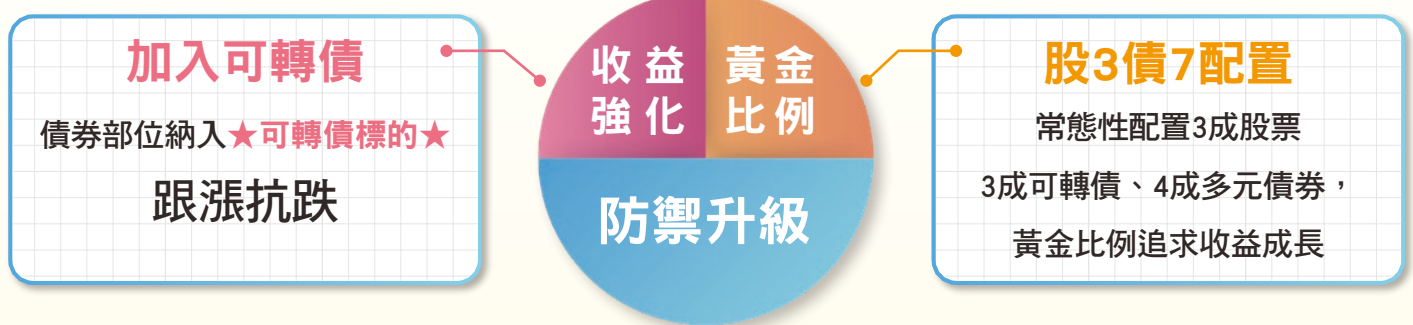 加入可轉債
債券部位納入★可轉債標的★
跟漲抗跌
收益
強化
黃金
比例
防禦升級
股3債7配置
常態性配置3成股票
3成可轉債、4成多元債券，
黃金比例追求收益成長